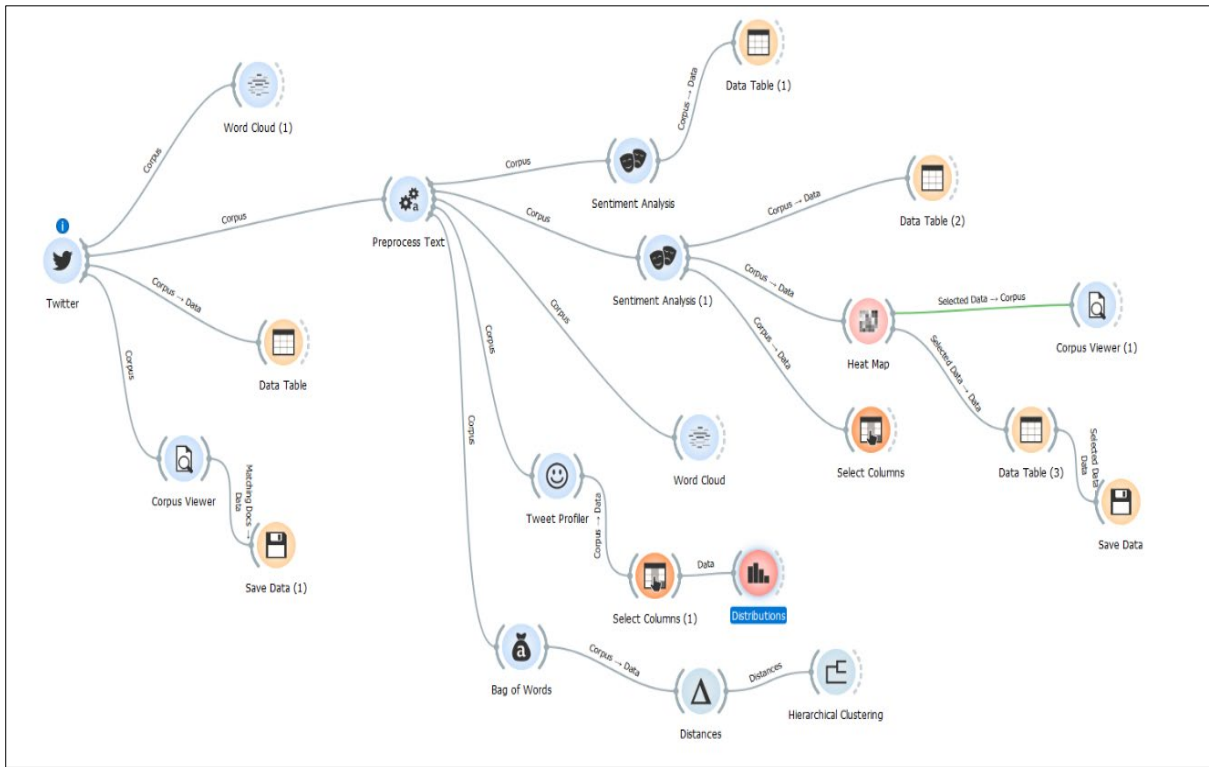 Data Table (1)
Corpus → Data
Word Cloud (1)
Corpus
Corpus
Sentiment Analysis
Corpus → Data
Data Table (2)
Corpus
Preprocess Text
Corpus
i
Twitter
Sentiment Analysis (1)
Corpus → Data
Selected Data → Corpus
Corpus Viewer (1)
Corpus → Data
Data Table
Corpus
Corpus
Corpus → Data
Heat Map
Selected Data → Data
Corpus
Corpus
Select Columns
Data Table (3)
Selected Data → Data
Save Data
Word Cloud
Corpus Viewer
Matching Docs → Data
Save Data (1)
Tweet Profiler
Corpus → Data
Select Columns (1)
Data
Distributions
a
Bag of Words
Corpus → Data
Δ
Distances
Distances
Hierarchical Clustering